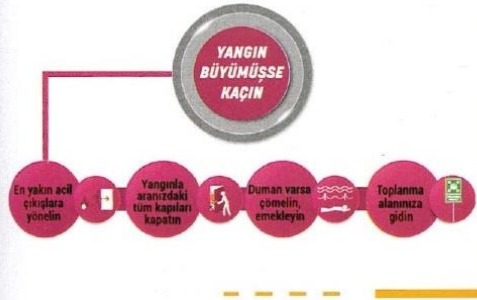 YANGIN
BÜYÜMÜŞSE
KAÇIN
En yakın acil
çıkışlara
yönelin
Yangınla
aranızdaki
tüm kapıları
kapatın
Duman varsa
çömelin,
emekleyin
Toplanma
alanınıza
gidin